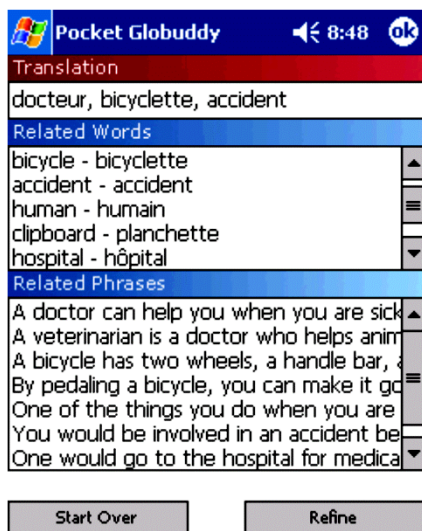 Pocket Globuddy 8:48 ok
Translation
docteur, bicyclette, accident
Related Words
bicycle - bicyclette
accident - accident
human - humain
clipboard - planchette
hospital - hôpital
Related Phrases
A doctor can help you when you are sick
A veterinarian is a doctor who helps anim
A bicycle has two wheels, a handle bar,
By pedaling a bicycle, you can make it go
One of the things you do when you are
You would be involved in an accident be
One would go to the hospital for medica
Start Over Refine